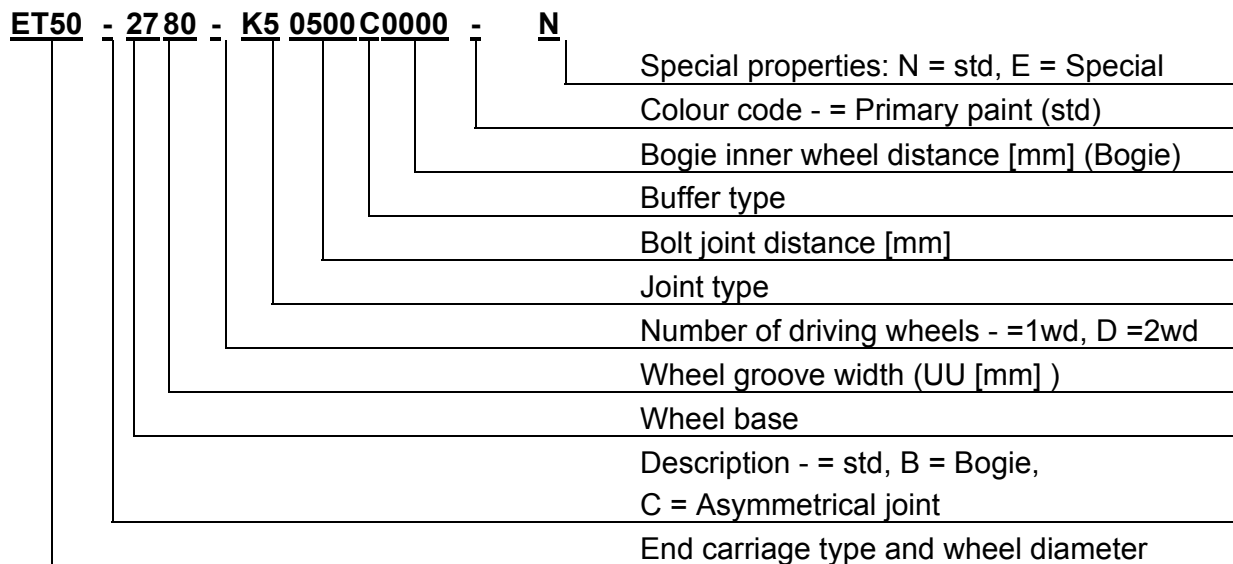 ET50 - 2780 - K5 0500 C0000 - N
Special properties: N = std, E = Special
Colour code - = Primary paint (std)
Bogie inner wheel distance [mm] (Bogie)
Buffer type
Bolt joint distance [mm]
Joint type
Number of driving wheels - =1wd, D =2wd
Wheel groove width (UU [mm] )
Wheel base
Description - = std, B = Bogie,
C = Asymmetrical joint
End carriage type and wheel diameter